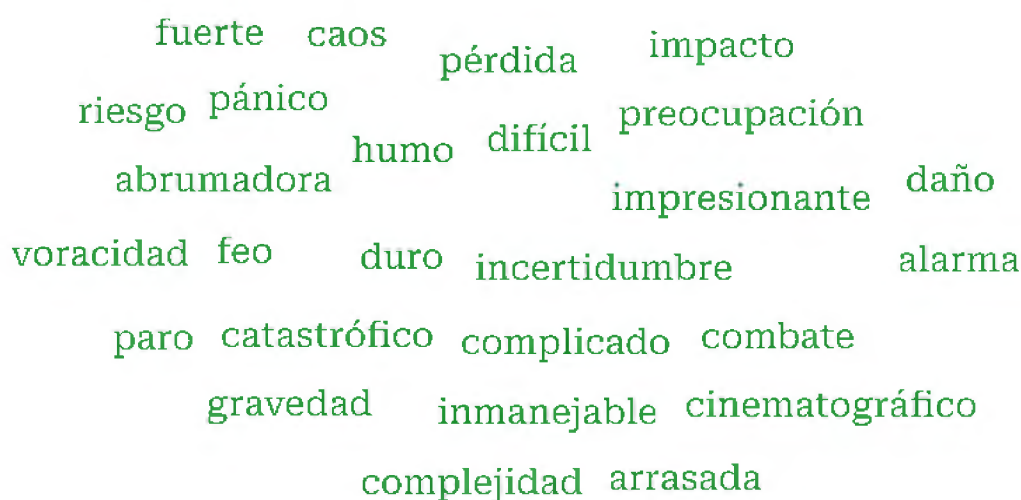 fuerte caos pérdida impacto
riesgo pánico humo difícil preocupación
abrumadora impresionante daño
voracidad feo duro incertidumbre alarma
paro catastrófico complicado combate
gravedad inmanejable cinematográfico
complejidad arrasada